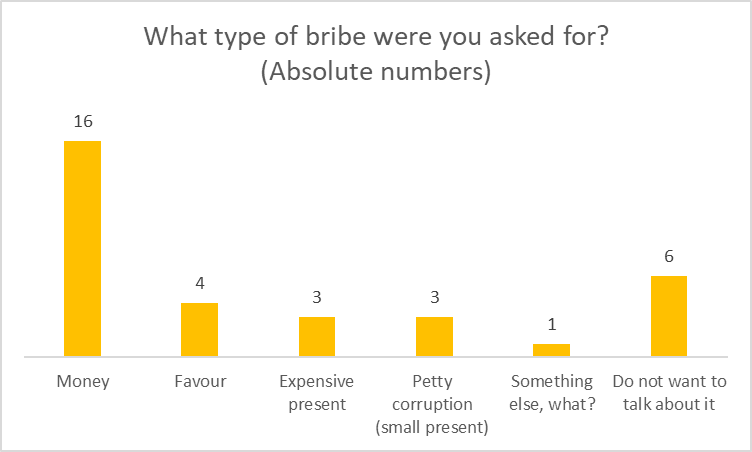 What type of bribe were you asked for?
(Absolute numbers)
16
4
3
3
1
6
Money
Favour
Expensive
present
Petty
corruption
(small present)
Something
else, what?
Do not want to
talk about it